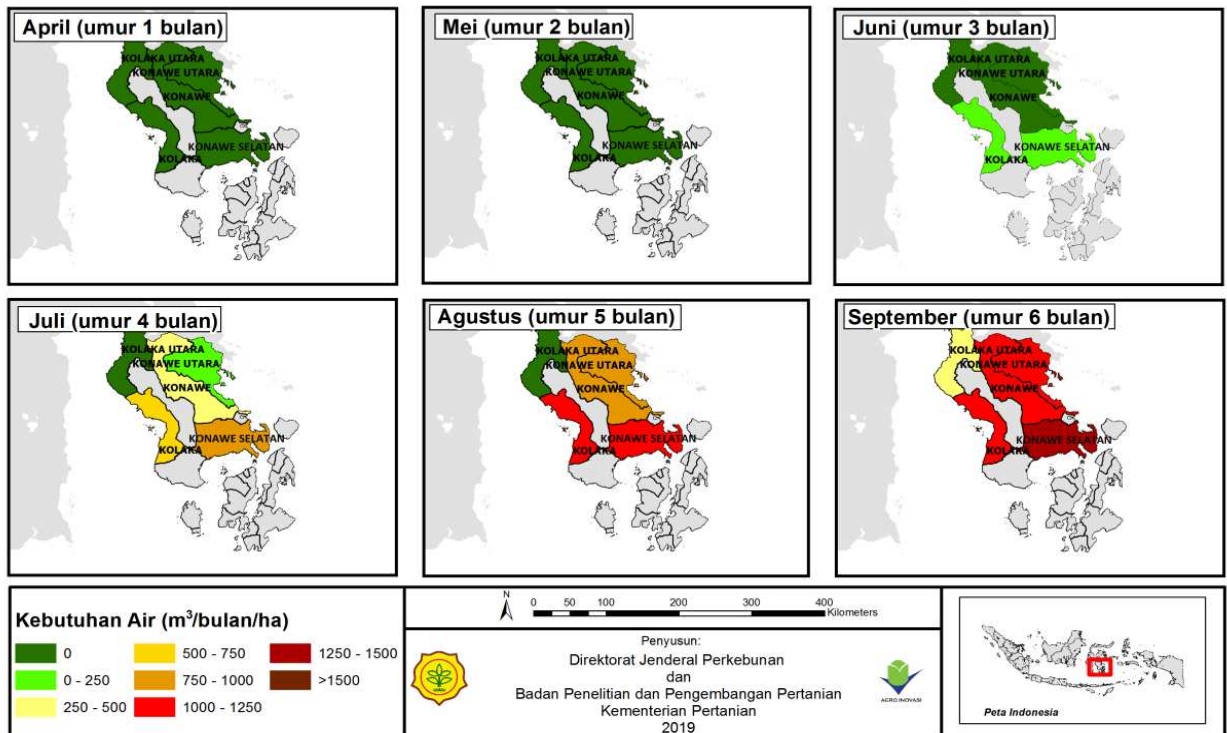 April (umur 1 bulan)
KOLAKA UTARA
KONAWE UTARA
KONAWE
KONAWE SELATAN
KOLAKA
Mei (umur 2 bulan)
KOLAKA UTARA
KONAWE UTARA
KONAWE
KONAWE SELATAN
KOLAKA
Juni (umur 3 bulan)
KOLAKA UTARA
KONAWE UTARA
KONAWE
KONAWE SELATAN
KOLAKA
Juli (umur 4 bulan)
KOLAKA UTARA
KONAWE UTARA
KONAWE
KONAWE SELATAN
KOLAKA
Agustus (umur 5 bulan)
KOLAKA UTARA
KONAWE UTARA
KONAWE
KONAWE SELATAN
KOLAKA
September (umur 6 bulan)
KOLAKA UTARA
KONAWE UTARA
KONAWE
KONAWE SELATAN
KOLAKA
Kebutuhan Air (m³/bulan/ha)
0
0 - 250
250 - 500
500 - 750
750 - 1000
1000 - 1250
1250 - 1500
>1500
N
0 50 100 200 300 400
Kilometers
Penyusun:
Direktorat Jenderal Perkebunan
dan
Badan Penelitian dan Pengembangan Pertanian
Kementerian Pertanian
2019
AGRO INOVASI
Peta Indonesia